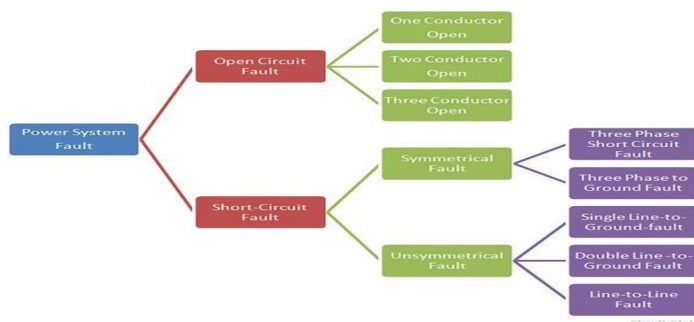 Power System
Fault
Open Circuit
Fault
One Conductor
Open
Two Conductor
Open
Three Conductor
Open
Short-Circuit
Fault
Symmetrical
Fault
Three Phase
Short Circuit
Fault
Three Phase to
Ground Fault
Unsymmetrical
Fault
Single Line-to-
Ground-fault
Double Line -to-
Ground Fault
Line-to-Line
Fault